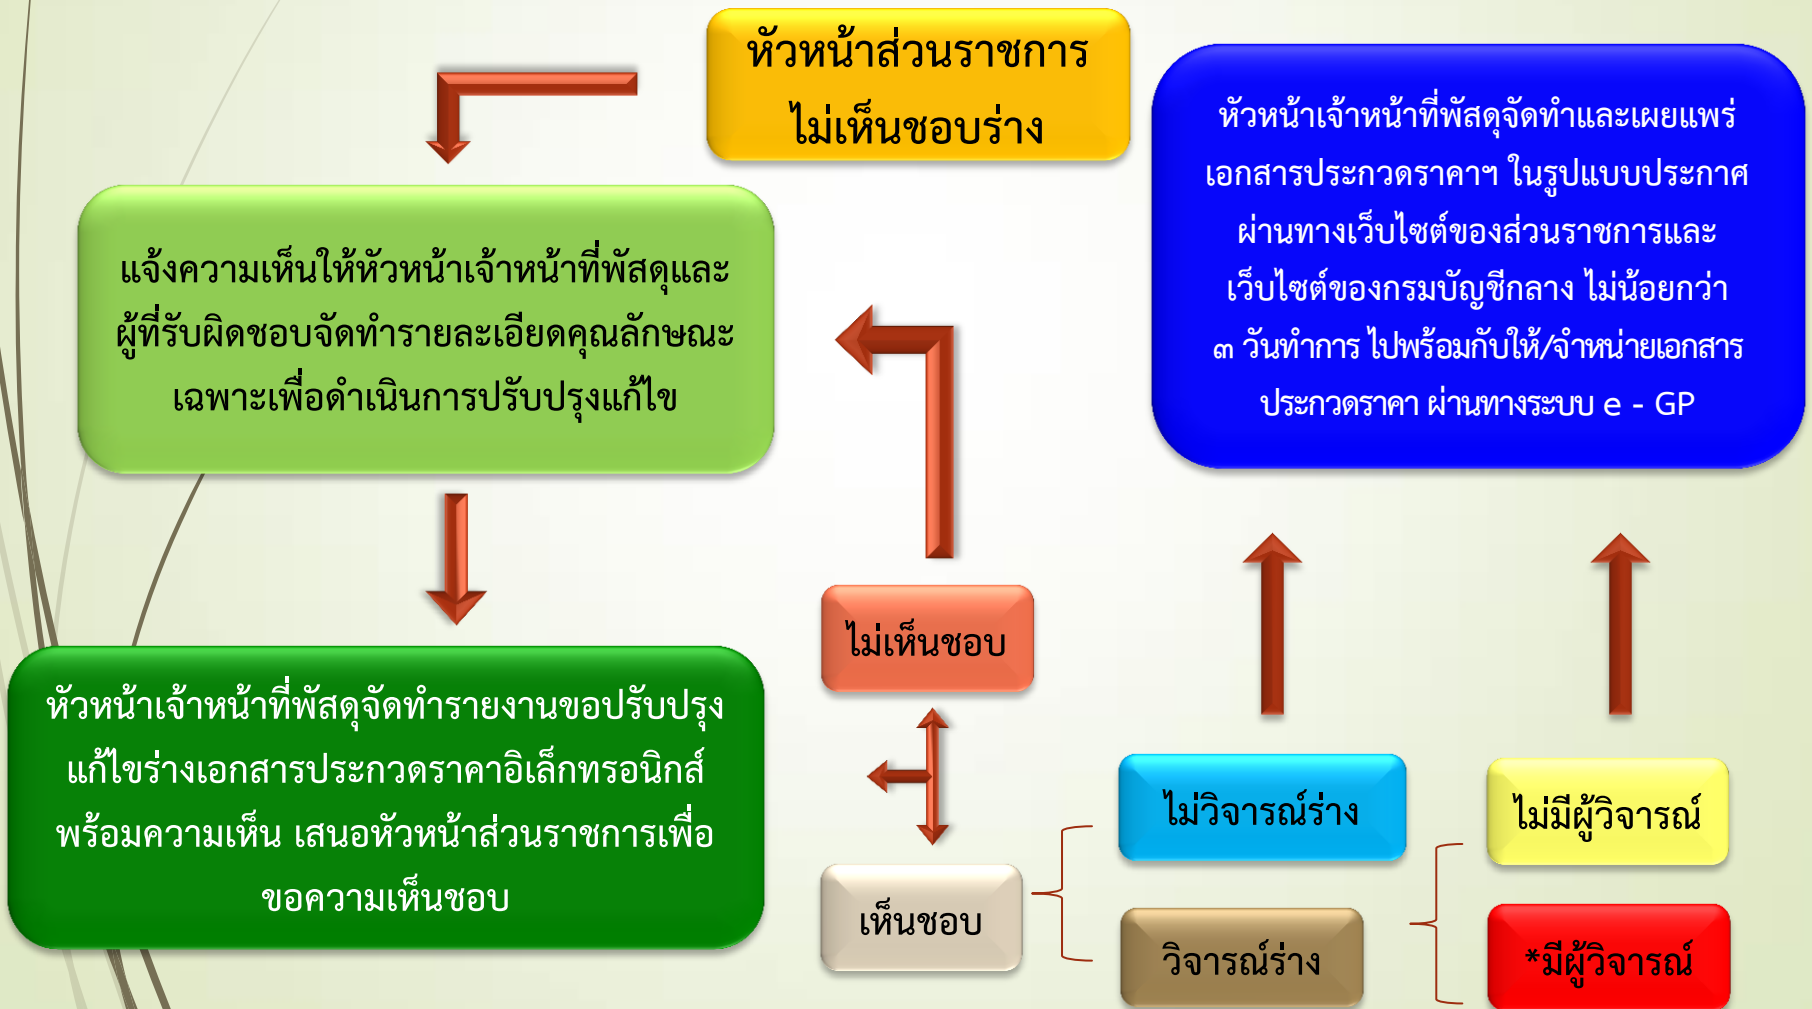 หัวหน้าส่วนราชการ
ไม่เห็นชอบร่าง
แจ้งความเห็นให้หัวหน้าเจ้าหน้าที่พัสดุและ
ผู้ที่รับผิดชอบจัดทำรายละเอียดคุณลักษณะ
เฉพาะเพื่อดำเนินการปรับปรุงแก้ไข
หัวหน้าเจ้าหน้าที่พัสดุจัดทำรายงานขอปรับปรุง
แก้ไขร่างเอกสารประกวดราคาอิเล็กทรอนิกส์
พร้อมความเห็น เสนอหัวหน้าส่วนราชการเพื่อ
ขอความเห็นชอบ
ไม่เห็นชอบ
เห็นชอบ
ไม่วิจารณ์ร่าง
วิจารณ์ร่าง
ไม่มีผู้วิจารณ์
*มีผู้วิจารณ์
หัวหน้าเจ้าหน้าที่พัสดุจัดทำและเผยแพร่
เอกสารประกวดราคาฯ ในรูปแบบประกาศ
ผ่านทางเว็บไซต์ของส่วนราชการและ
เว็บไซต์ของกรมบัญชีกลาง ไม่น้อยกว่า
๓ วันทำการ ไปพร้อมกับให้/จำหน่ายเอกสาร
ประกวดราคา ผ่านทางระบบ e - GP